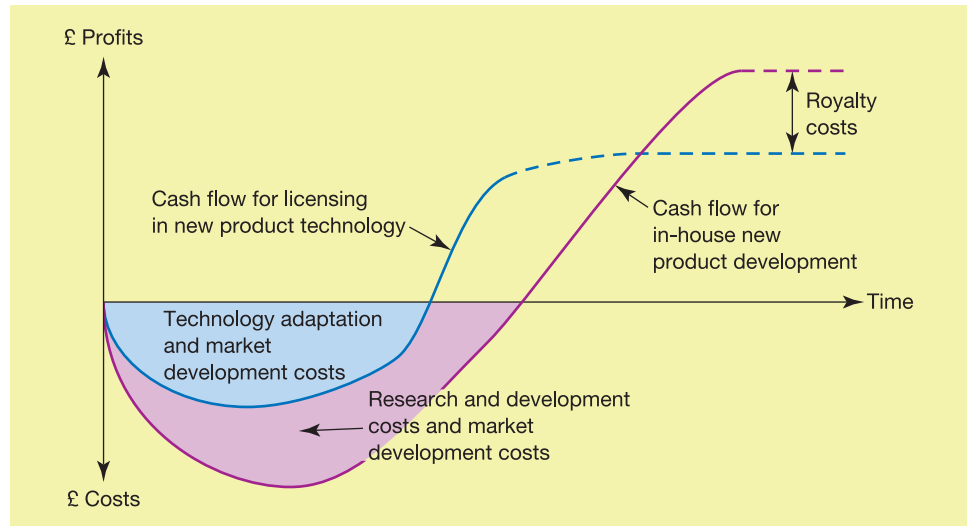 £ Profits
Royalty
costs
Cash flow for licensing
in new product technology
Cash flow for
in-house new
product development
Time
Technology adaptation
and market
development costs
Research and development
costs and market
development costs
£ Costs